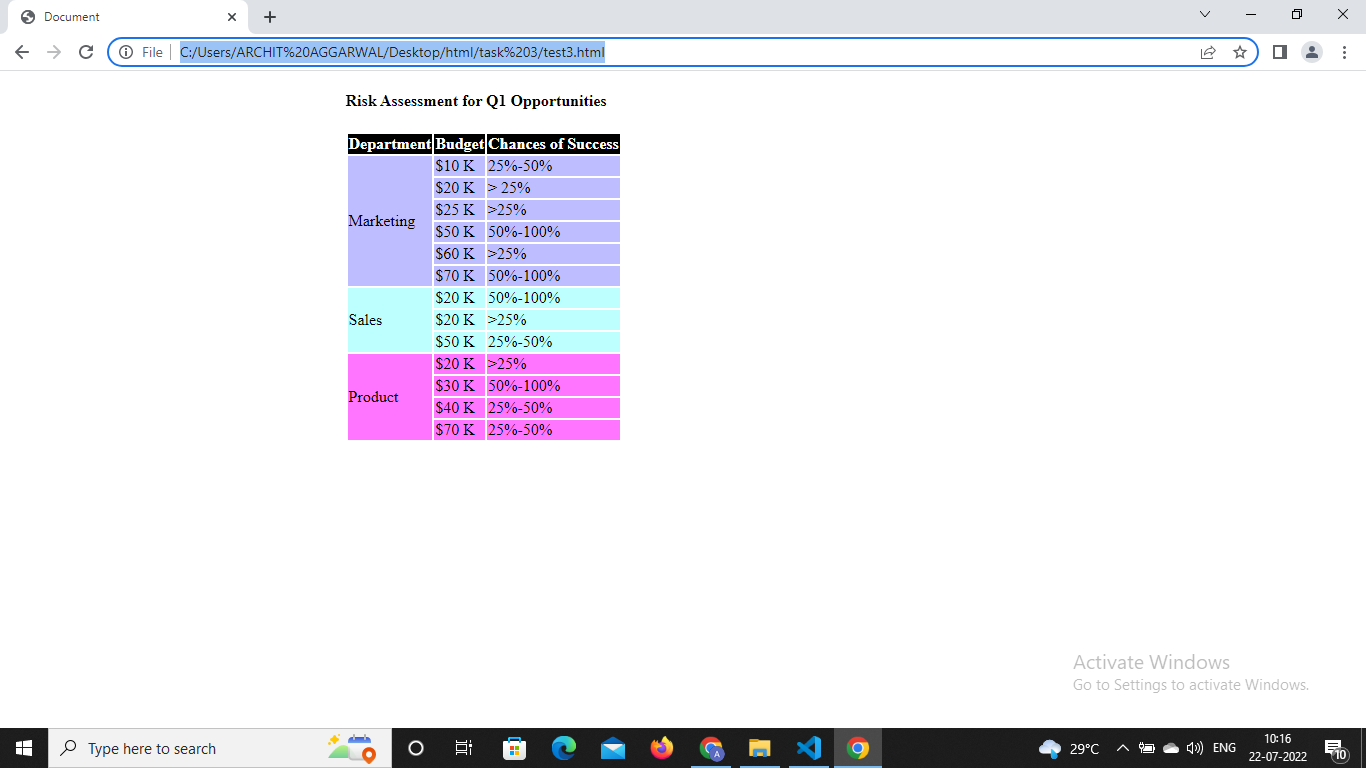 Document
File
C:/Users/ARCHIT%20AGGARWAL/Desktop/html/task%203/test3.html
Risk Assessment for Q1 Opportunities
Department Budget Chances of Success
Marketing
$10 K 25%-50%
$20 K > 25%
$25 K >25%
$50 K 50%-100%
$60 K >25%
$70 K 50%-100%
Sales
$20 K 50%-100%
$20 K >25%
$50 K 25%-50%
Product
$20 K >25%
$30 K 50%-100%
$40 K 25%-50%
$70 K 25%-50%
Activate Windows
Go to Settings to activate Windows.
Type here to search
A
29°C
ENG
10:16
22-07-2022
10